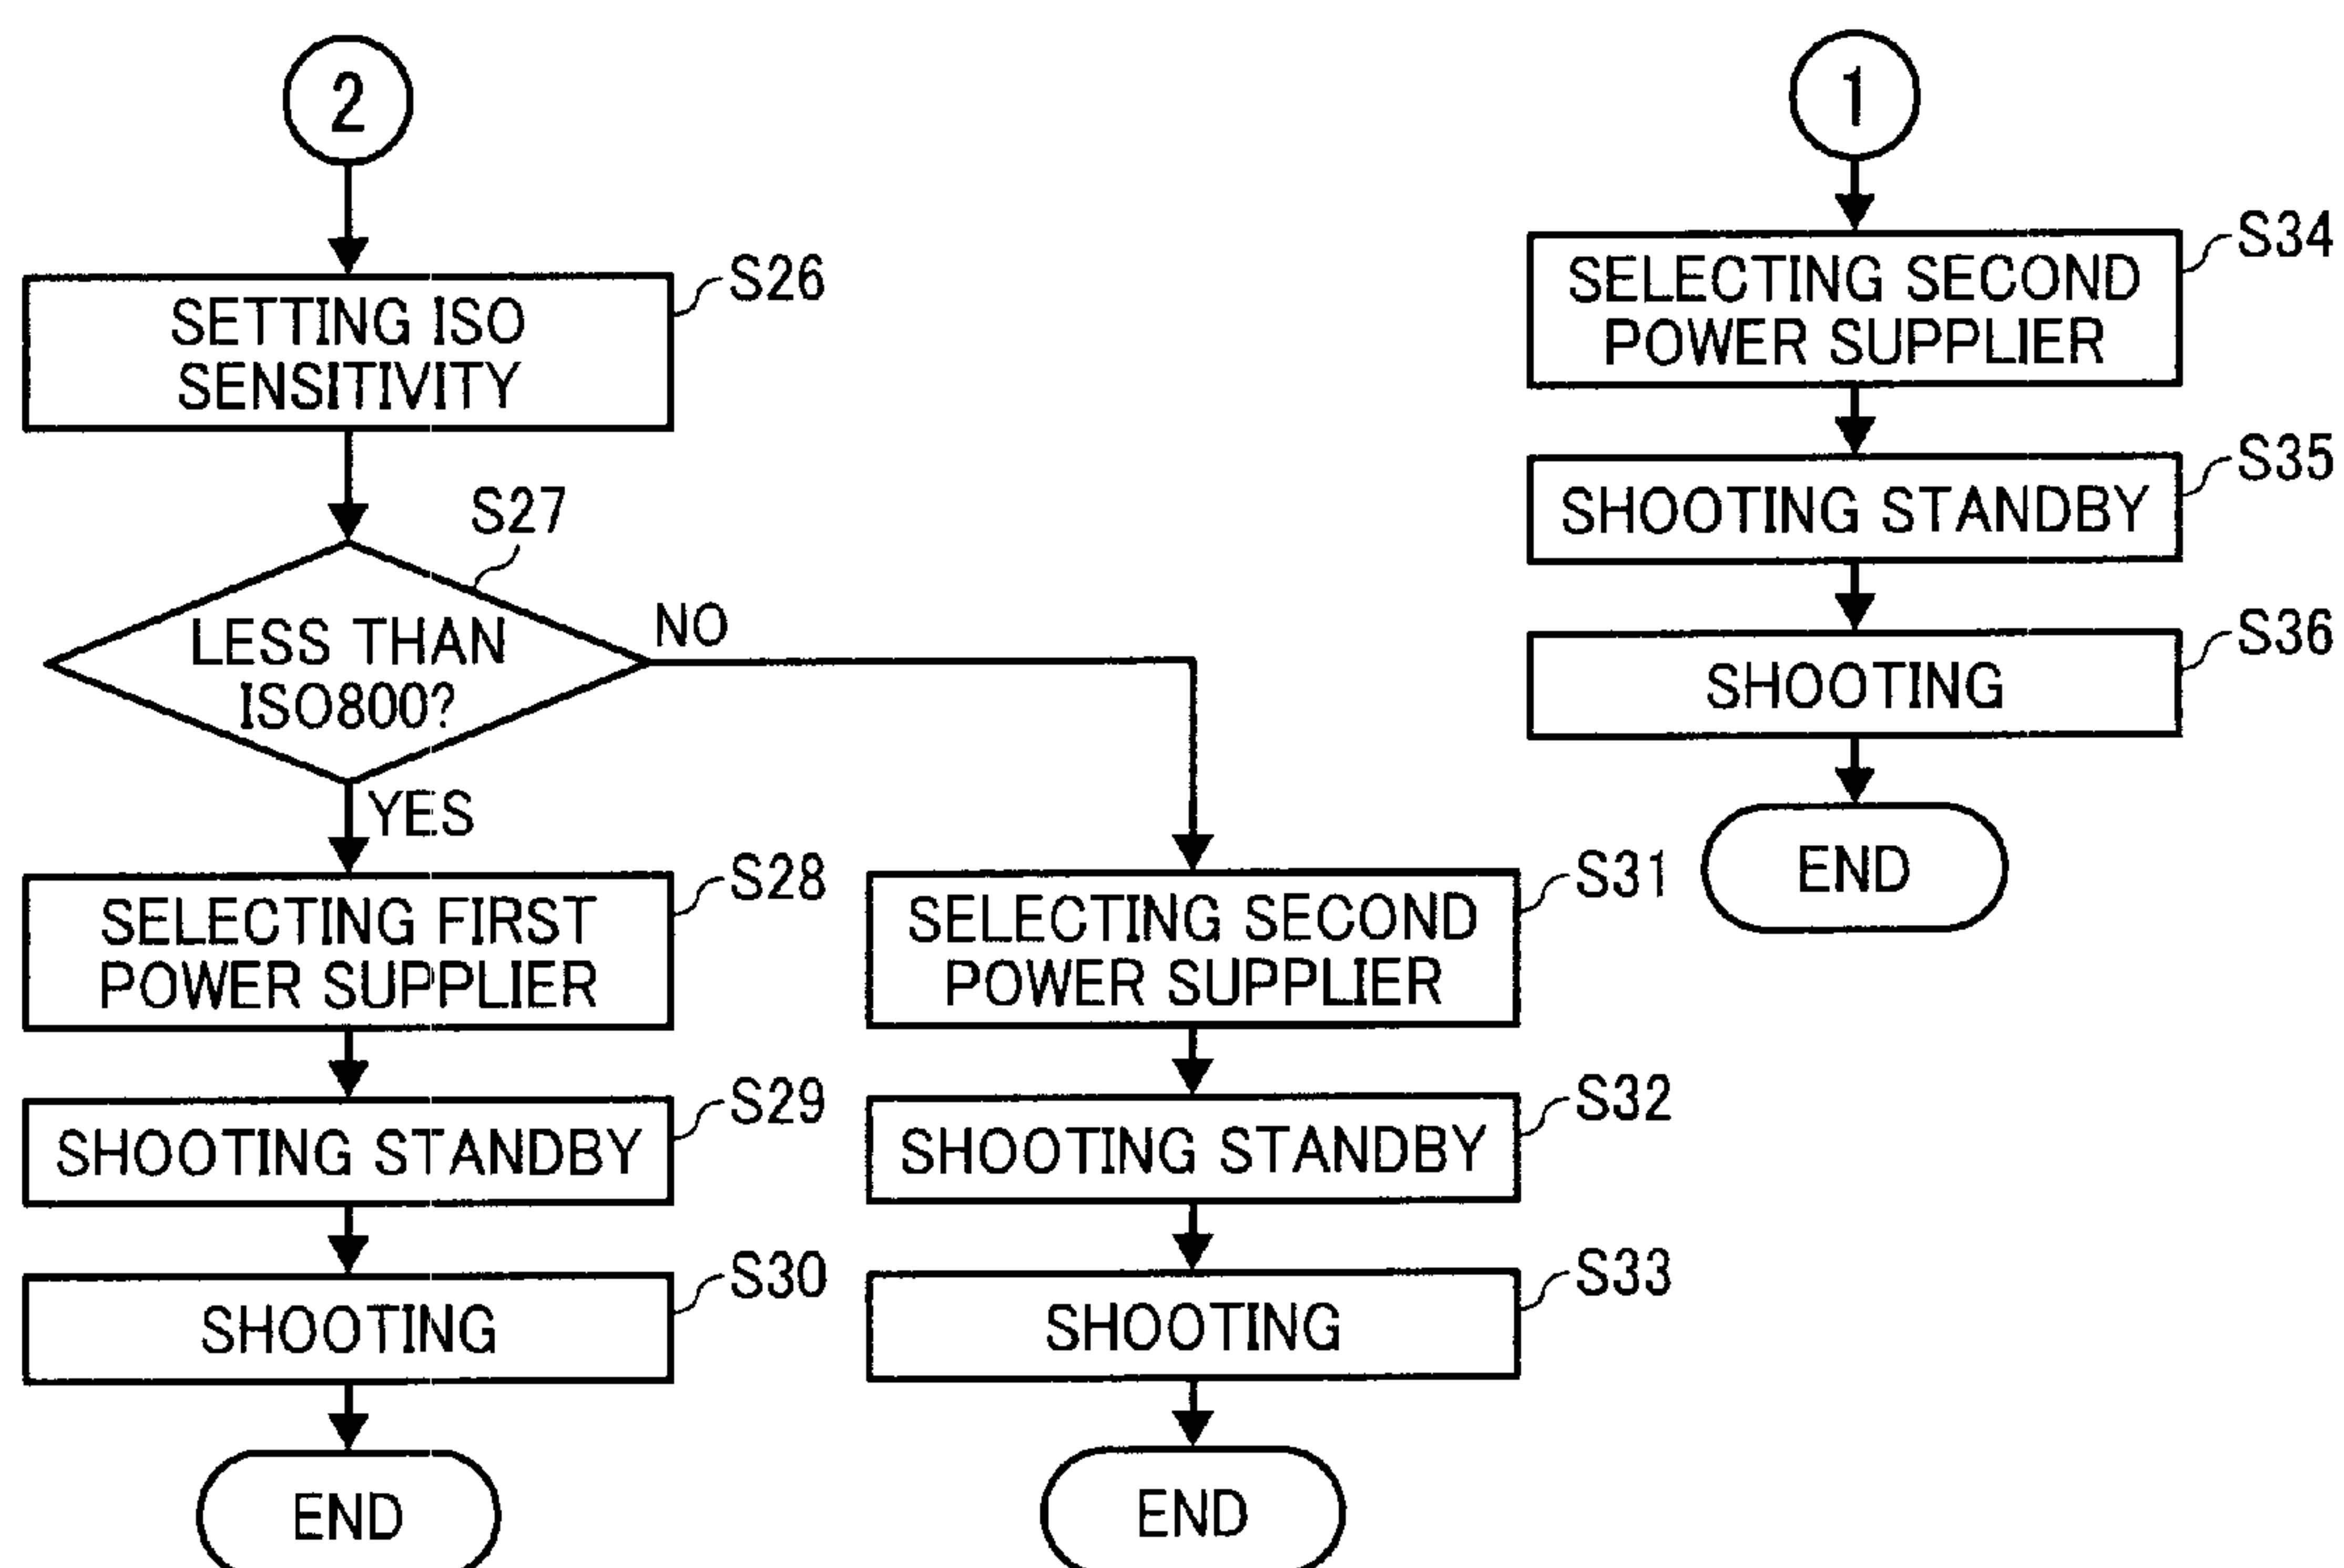 2
SETTING ISO
SENSITIVITY
S26
S27
LESS THAN
ISO800?
NO
YES
SELECTING FIRST
POWER SUPPLIER
S28
SHOOTING STANDBY
S29
SHOOTING
S30
END
SELECTING SECOND
POWER SUPPLIER
S31
SHOOTING STANDBY
S32
SHOOTING
S33
END
1
SELECTING SECOND
POWER SUPPLIER
S34
SHOOTING STANDBY
S35
SHOOTING
S36
END